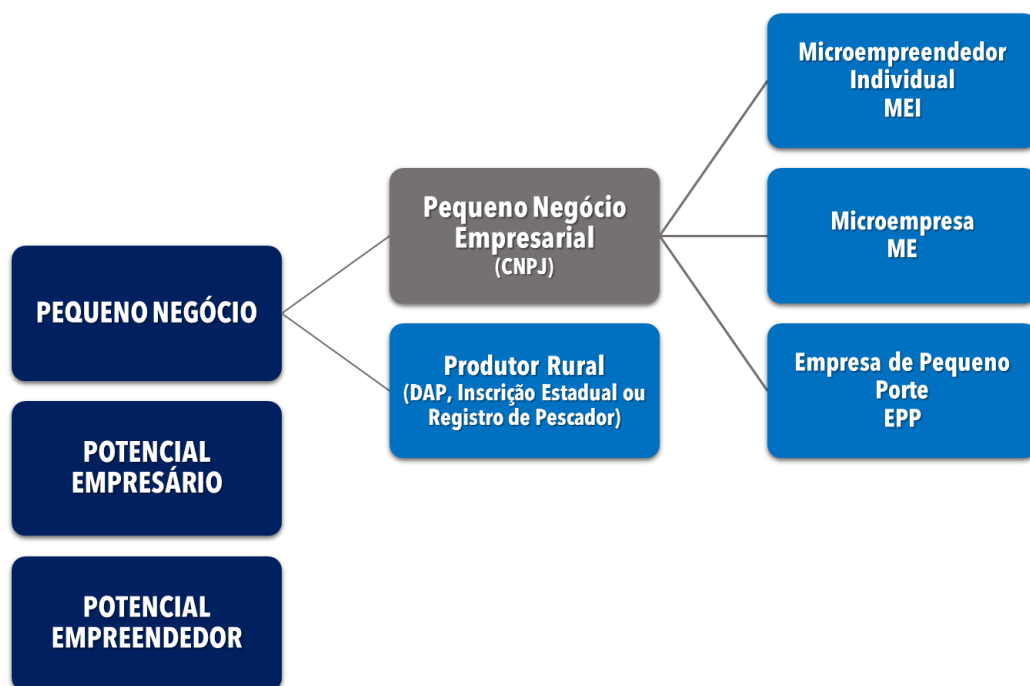 PEQUENO NEGÓCIO
POTENCIAL
EMPRESÁRIO
POTENCIAL
EMPREENDEDOR
Pequeno Negócio
Empresarial
(CNPJ)
Produtor Rural
(DAP, Inscrição Estadual ou
Registro de Pescador)
Microempreendedor
Individual
MEI
Microempresa
ME
Empresa de Pequeno
Porte
EPP